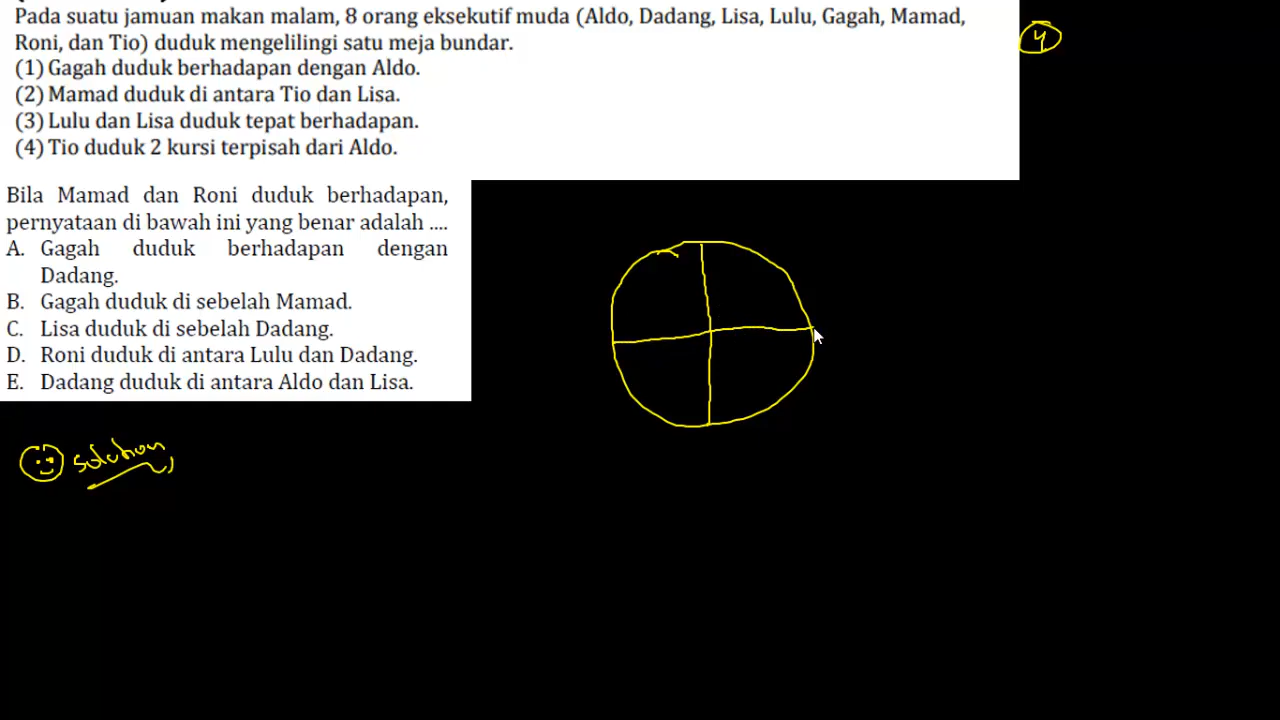 Pada suatu jamuan makan malam, 8 orang eksekutif muda (Aldo, Dadang, Lisa, Lulu, Gagah, Mamad,
Roni, dan Tio) duduk mengelilingi satu meja bundar.
(1) Gagah duduk berhadapan dengan Aldo.
(2) Mamad duduk di antara Tio dan Lisa.
(3) Lulu dan Lisa duduk tepat berhadapan.
(4) Tio duduk 2 kursi terpisah dari Aldo.
Bila Mamad dan Roni duduk berhadapan,
pernyataan di bawah ini yang benar adalah ....
A. Gagah duduk berhadapan dengan
Dadang.
B. Gagah duduk di sebelah Mamad.
C. Lisa duduk di sebelah Dadang.
D. Roni duduk di antara Lulu dan Dadang.
E. Dadang duduk di antara Aldo dan Lisa.
solution